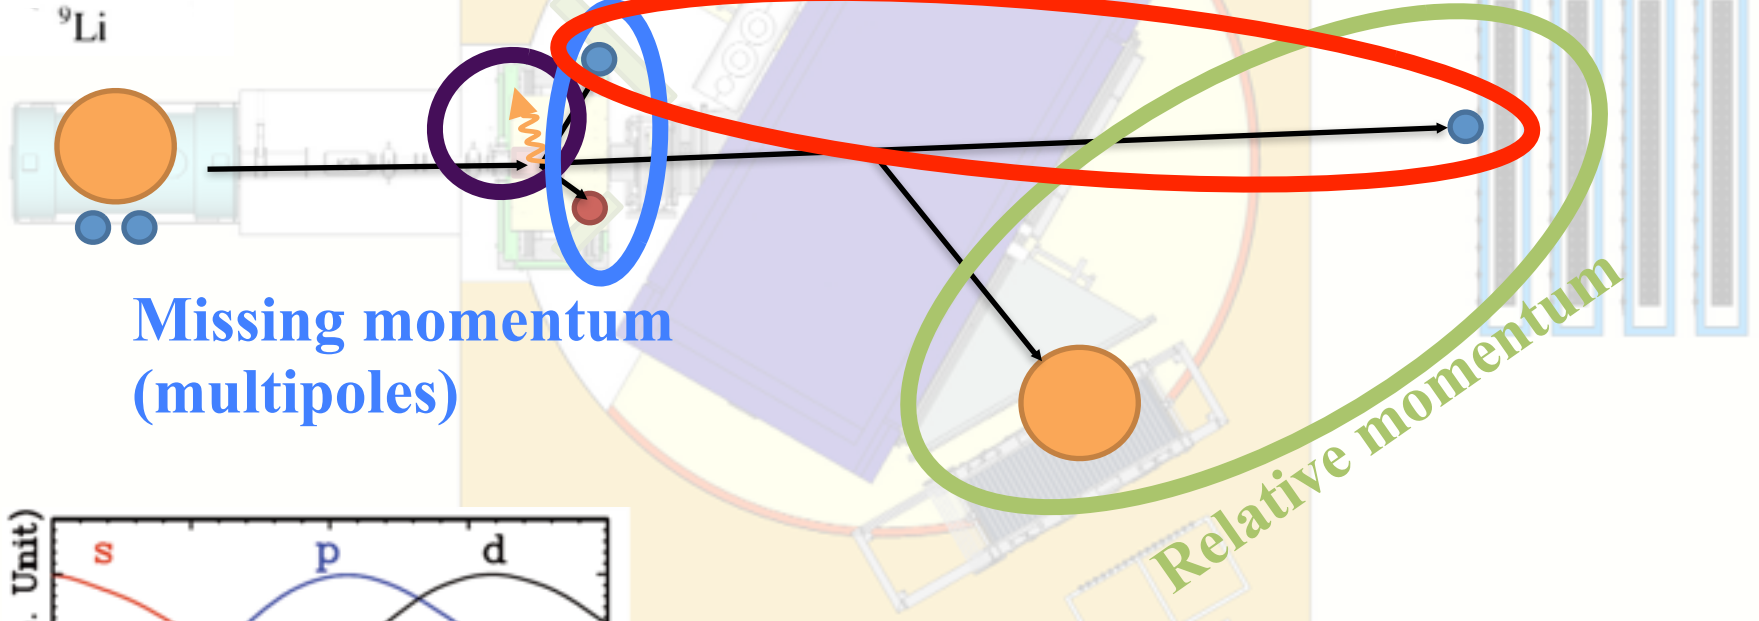 ⁹Li
Missing momentum
(multipoles)
Relative momentum
s p d
. Unit)